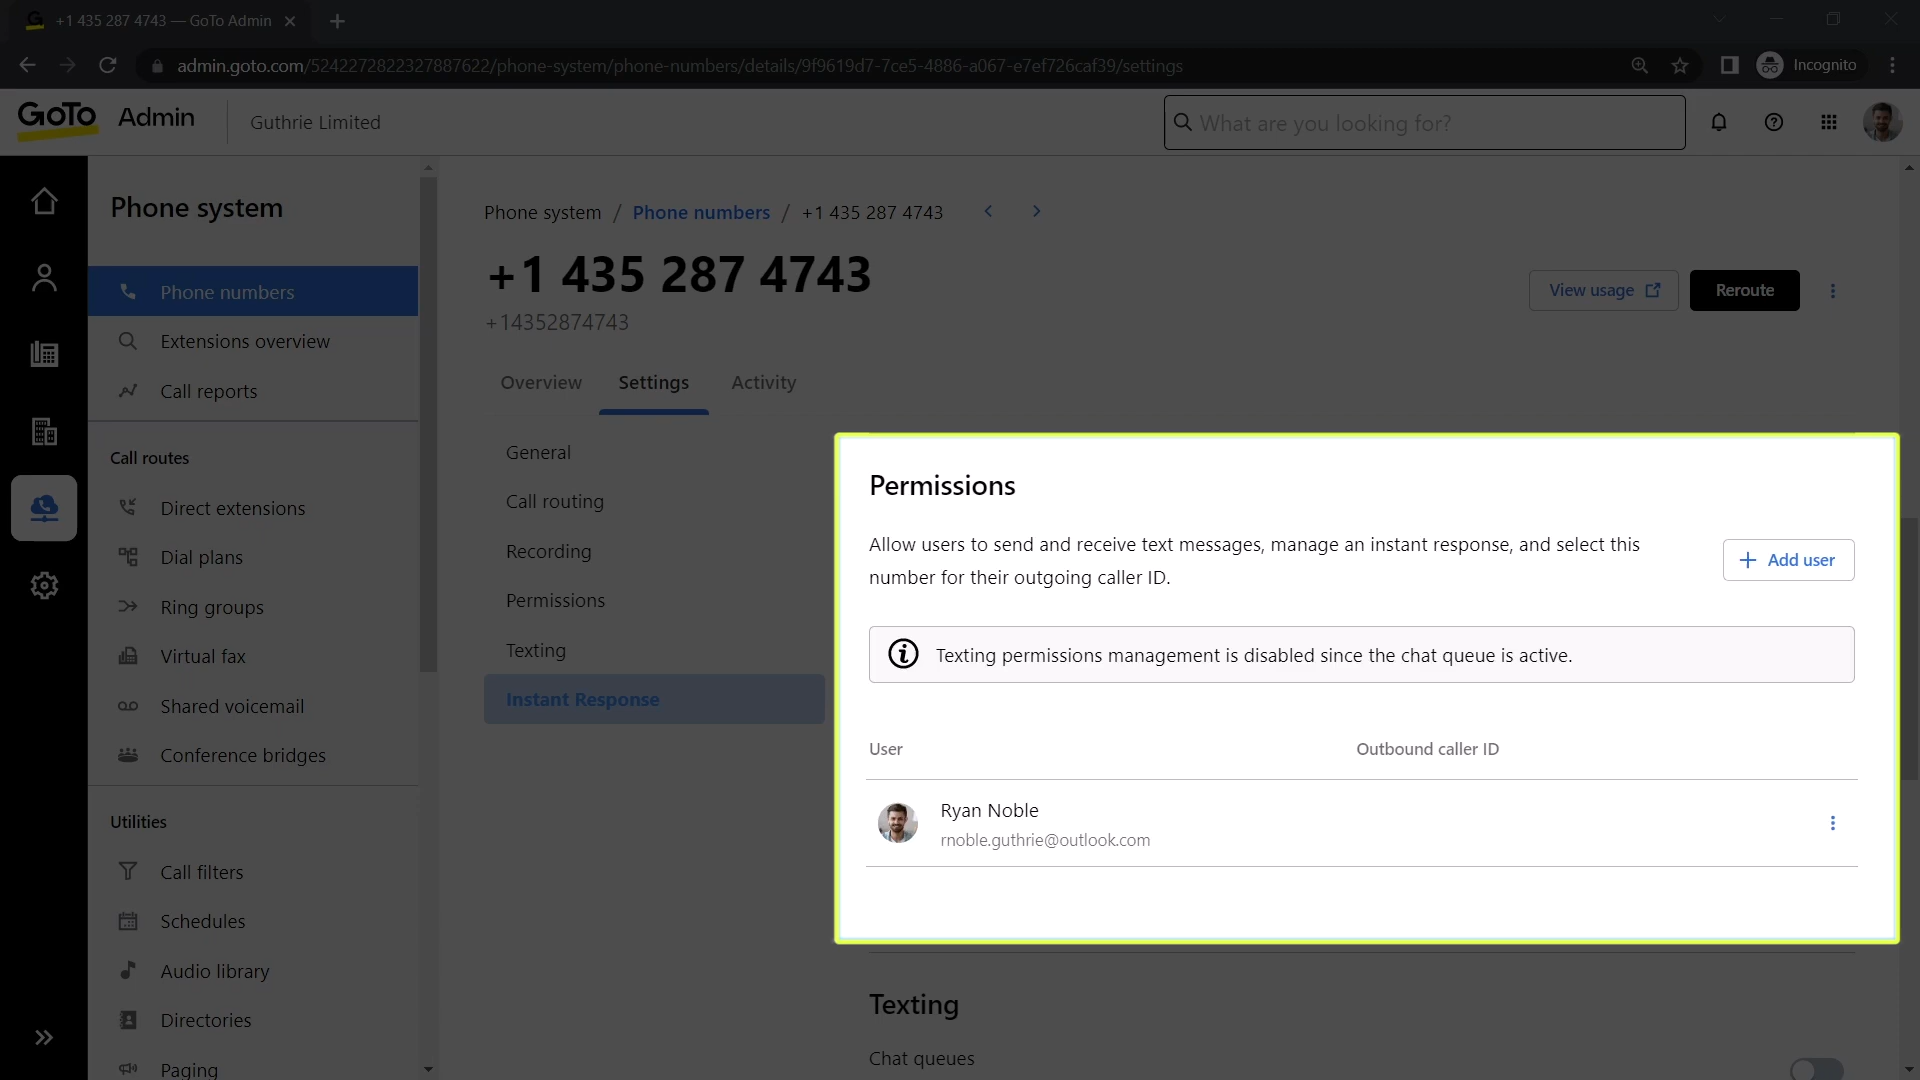 +1 435 287 4743 — GoTo Admin
admin.goto.com/5242272822327887622/phone-system/phone-numbers/details/9f9619d7-7ce5-4886-a067-e7ef726caf39/settings
Incognito
GoTo Admin
Guthrie Limited
What are you looking for?
Phone system
Phone numbers
Extensions overview
Call reports
Call routes
Direct extensions
Dial plans
Ring groups
Virtual fax
Shared voicemail
Conference bridges
Utilities
Call filters
Schedules
Audio library
Directories
Paging
Phone system / Phone numbers / +1 435 287 4743
+1 435 287 4743
+14352874743
View usage
Reroute
Overview
Settings
Activity
General
Call routing
Recording
Permissions
Texting
Instant Response
Permissions
Allow users to send and receive text messages, manage an instant response, and select this
number for their outgoing caller ID.
Add user
Texting permissions management is disabled since the chat queue is active.
User
Outbound caller ID
Ryan Noble
rnoble.guthrie@outlook.com
Texting
Chat queues